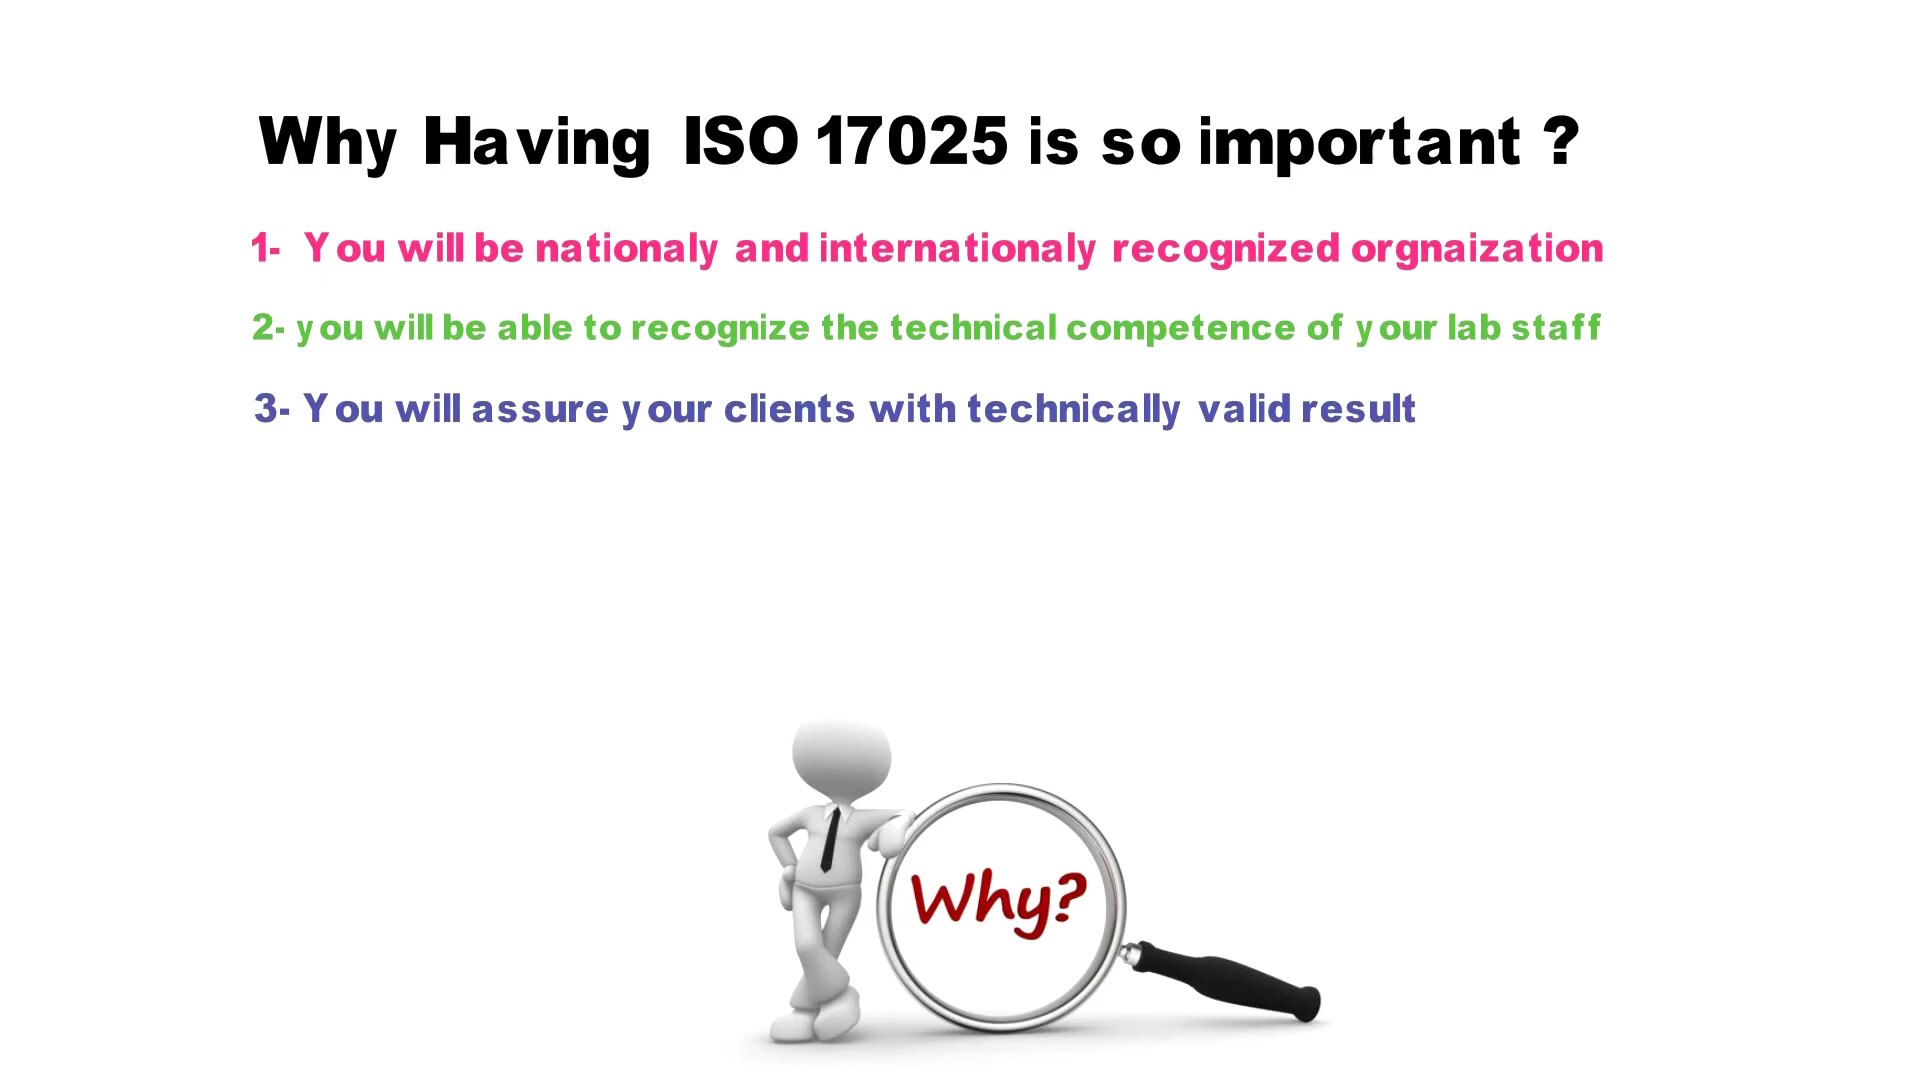 Why Having ISO 17025 is so important ?
1- You will be nationaly and internationaly recognized orgnaization
2- you will be able to recognize the technical competence of your lab staff
3- You will assure your clients with technically valid result
Why?